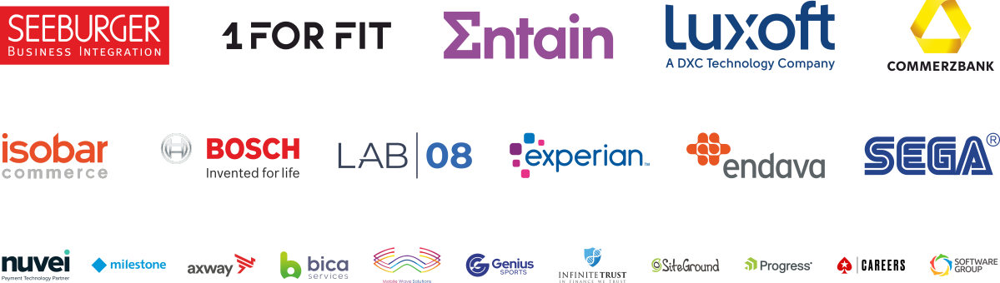 SEEBURGER
BUSINESS INTEGRATION
1 FOR FIT
Entain
Luxoft
A DXC Technology Company
COMMERZBANK
isobar
commerce
BOSCH
Invented for life
LAB 08
experian™
endava
SEGA®
nuvei
Payment Technology Partner
milestone
axway
bica
services
Mobile Wave Solutions
Genius
SPORTS
INFINITETRUST
IN FINANCE WE TRUST
SiteGround
Progress®
CAREERS
SOFTWARE
GROUP